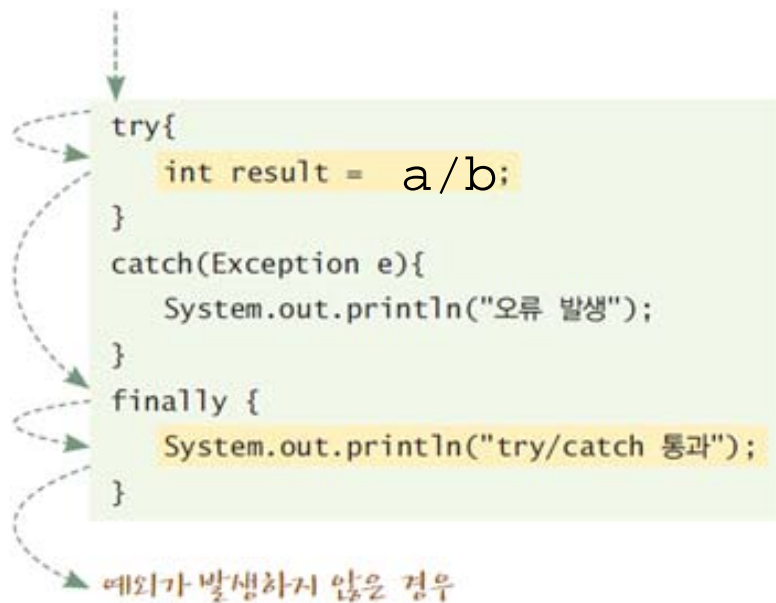 try{
int result = a/b;
}
catch(Exception e){
System.out.println("오류 발생");
}
finally {
System.out.println("try/catch 통과");
}
예외가 발생하지 않은 경우